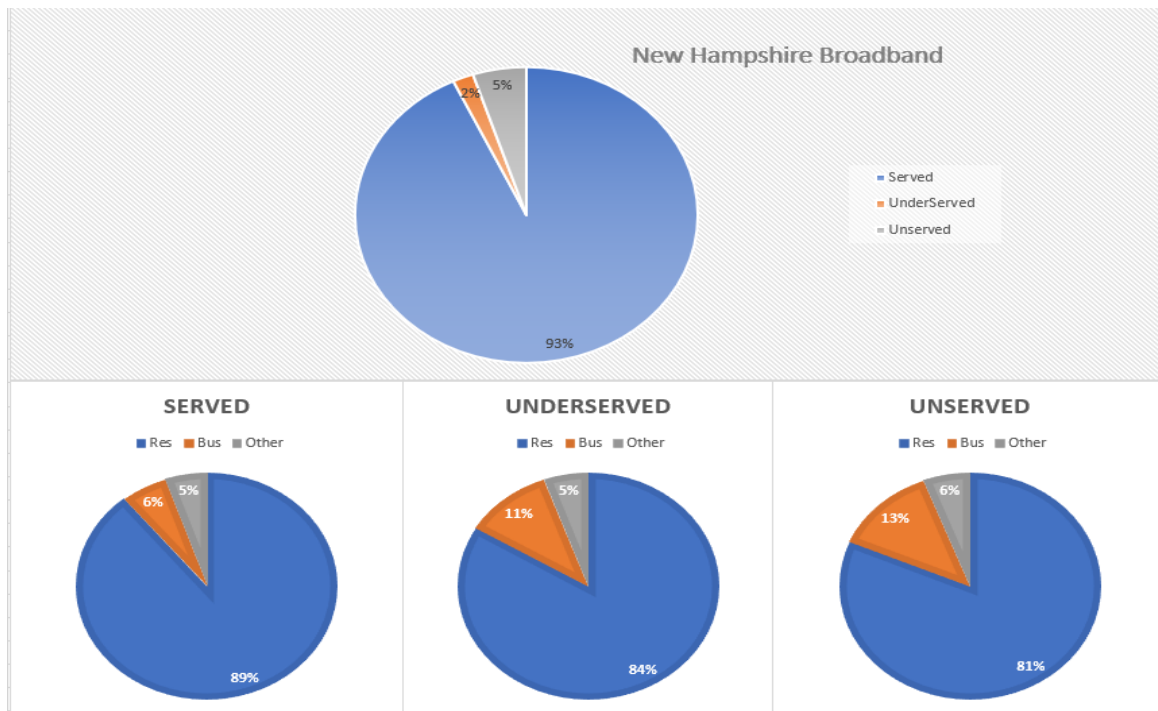 New Hampshire Broadband
5%
2%
Served
UnderServed
Unserved
93%
SERVED
Res Bus Other
6% 5%
89%
UNDERSERVED
Res Bus Other
11% 5%
84%
UNSERVED
Res Bus Other
13% 6%
81%